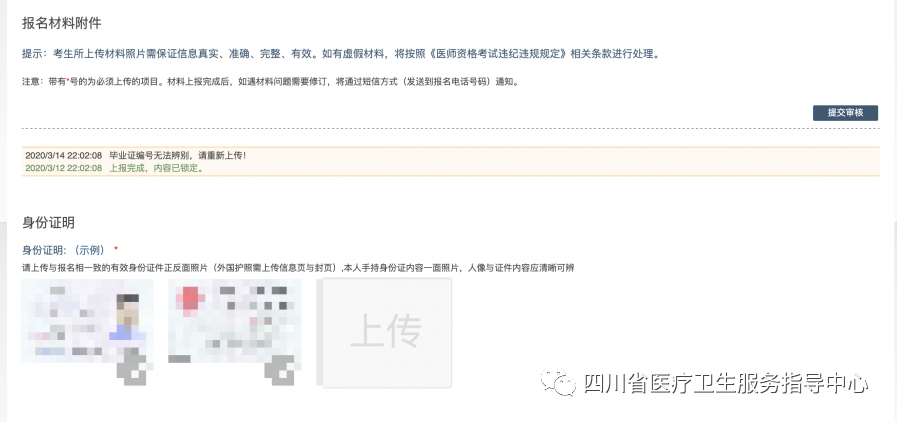 报名材料附件
提示：考生所上传材料照片需保证信息真实、准确、完整、有效。如有虚假材料，将按照《医师资格考试违纪违规规定》相关条款进行处理。
注意：带有*号的为必须上传的项目。材料上报完成后，如遇材料问题需要修订，将通过短信方式（发送到报名电话号码）通知。
提交审核
2020/3/14 22:02:08 毕业证编号无法辨别，请重新上传！
2020/3/12 22:02:08 上报完成，内容已锁定。
身份证明
身份证明：（示例） *
请上传与报名相一致的有效身份证件正反面照片（外国护照需上传信息页与封页）,本人手持身份证内容一面照片，人像与证件内容应清晰可辨
上传
四川省医疗卫生服务指导中心